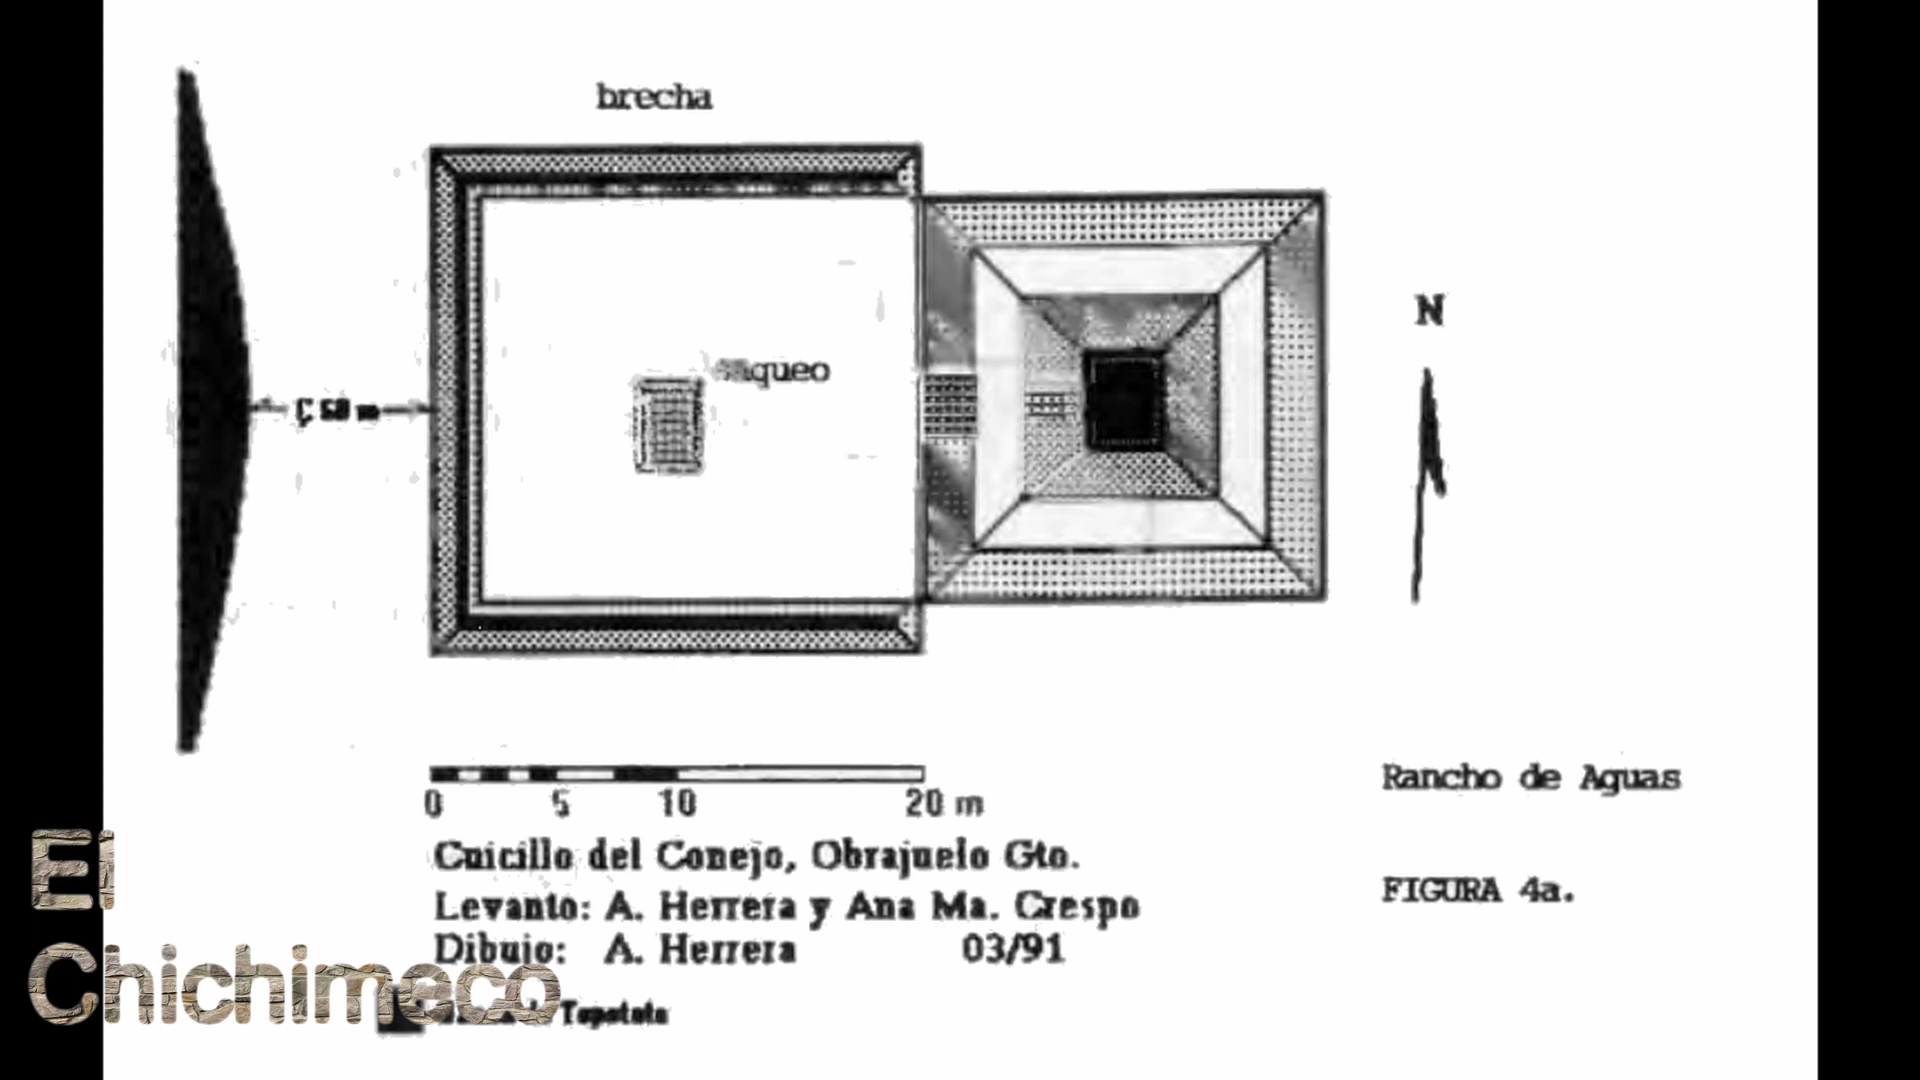 brecha
N
0 5 10 20 m
Rancho de Aguas
Cuicillo del Conejo, Obrajuelo Gto.
FIGURA 4a.
Levanto: A. Herrera y Ana Ma. Crespo
Dibujo: A. Herrera 03/91
El
Chichimeco